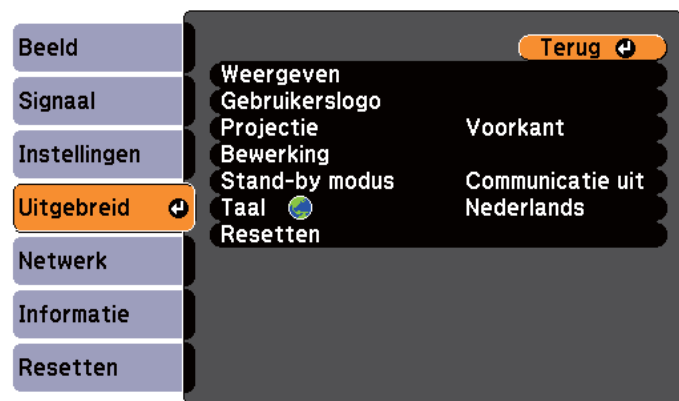 Beeld
Signaal
Instellingen
Uitgebreid
Netwerk
Informatie
Resetten
Terug
Weergeven
Gebruikerslogo
Projectie Voorkant
Bewerking
Stand-by modus Communicatie uit
Taal Nederlands
Resetten